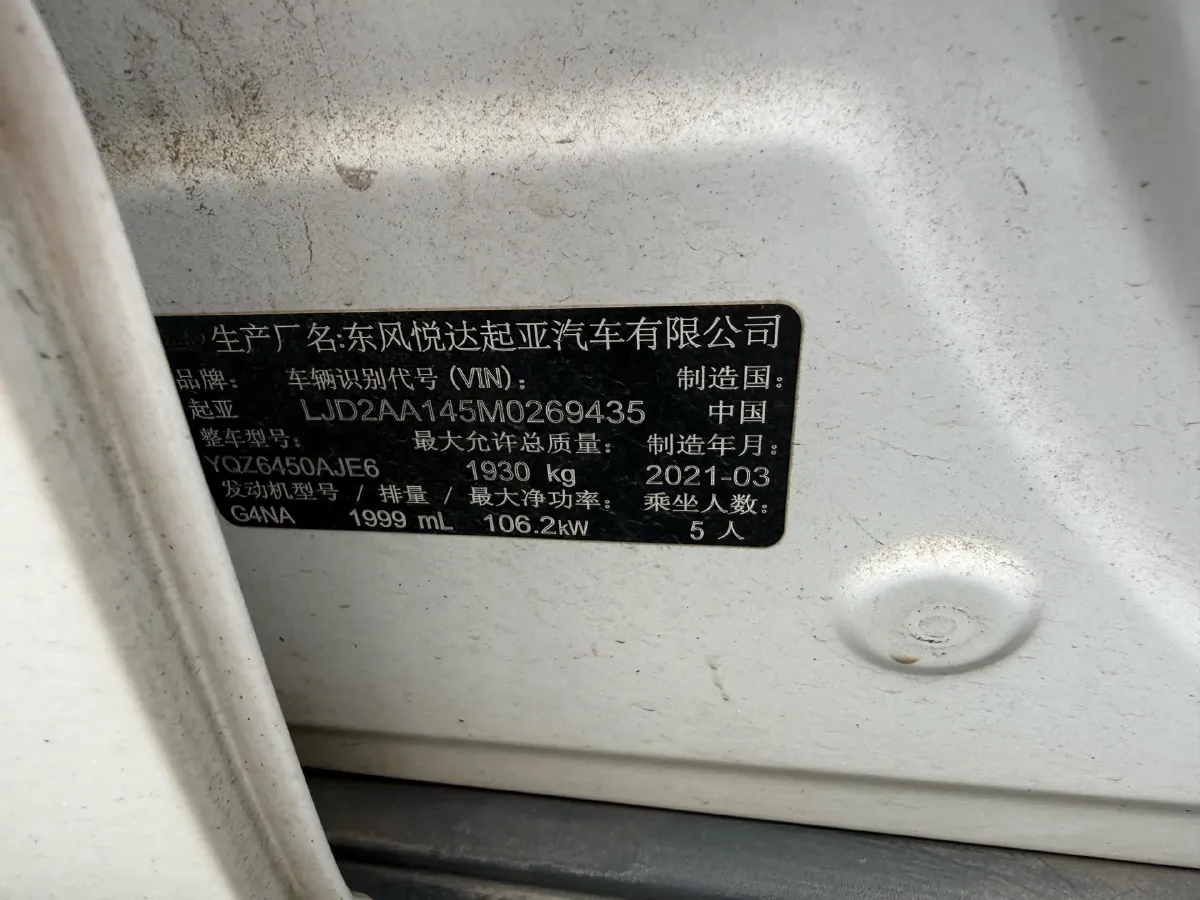 生产厂名:东风悦达起亚汽车有限公司
品牌: 车辆识别代号(VIN): 制造国:
起亚 LJD2AA145M0269435 中国
整车型号: 最大允许总质量: 制造年月:
YQZ6450AJE6 1930 kg 2021-03
发动机型号 / 排量 / 最大净功率: 乘坐人数:
G4NA 1999 mL 106.2kW 5 人